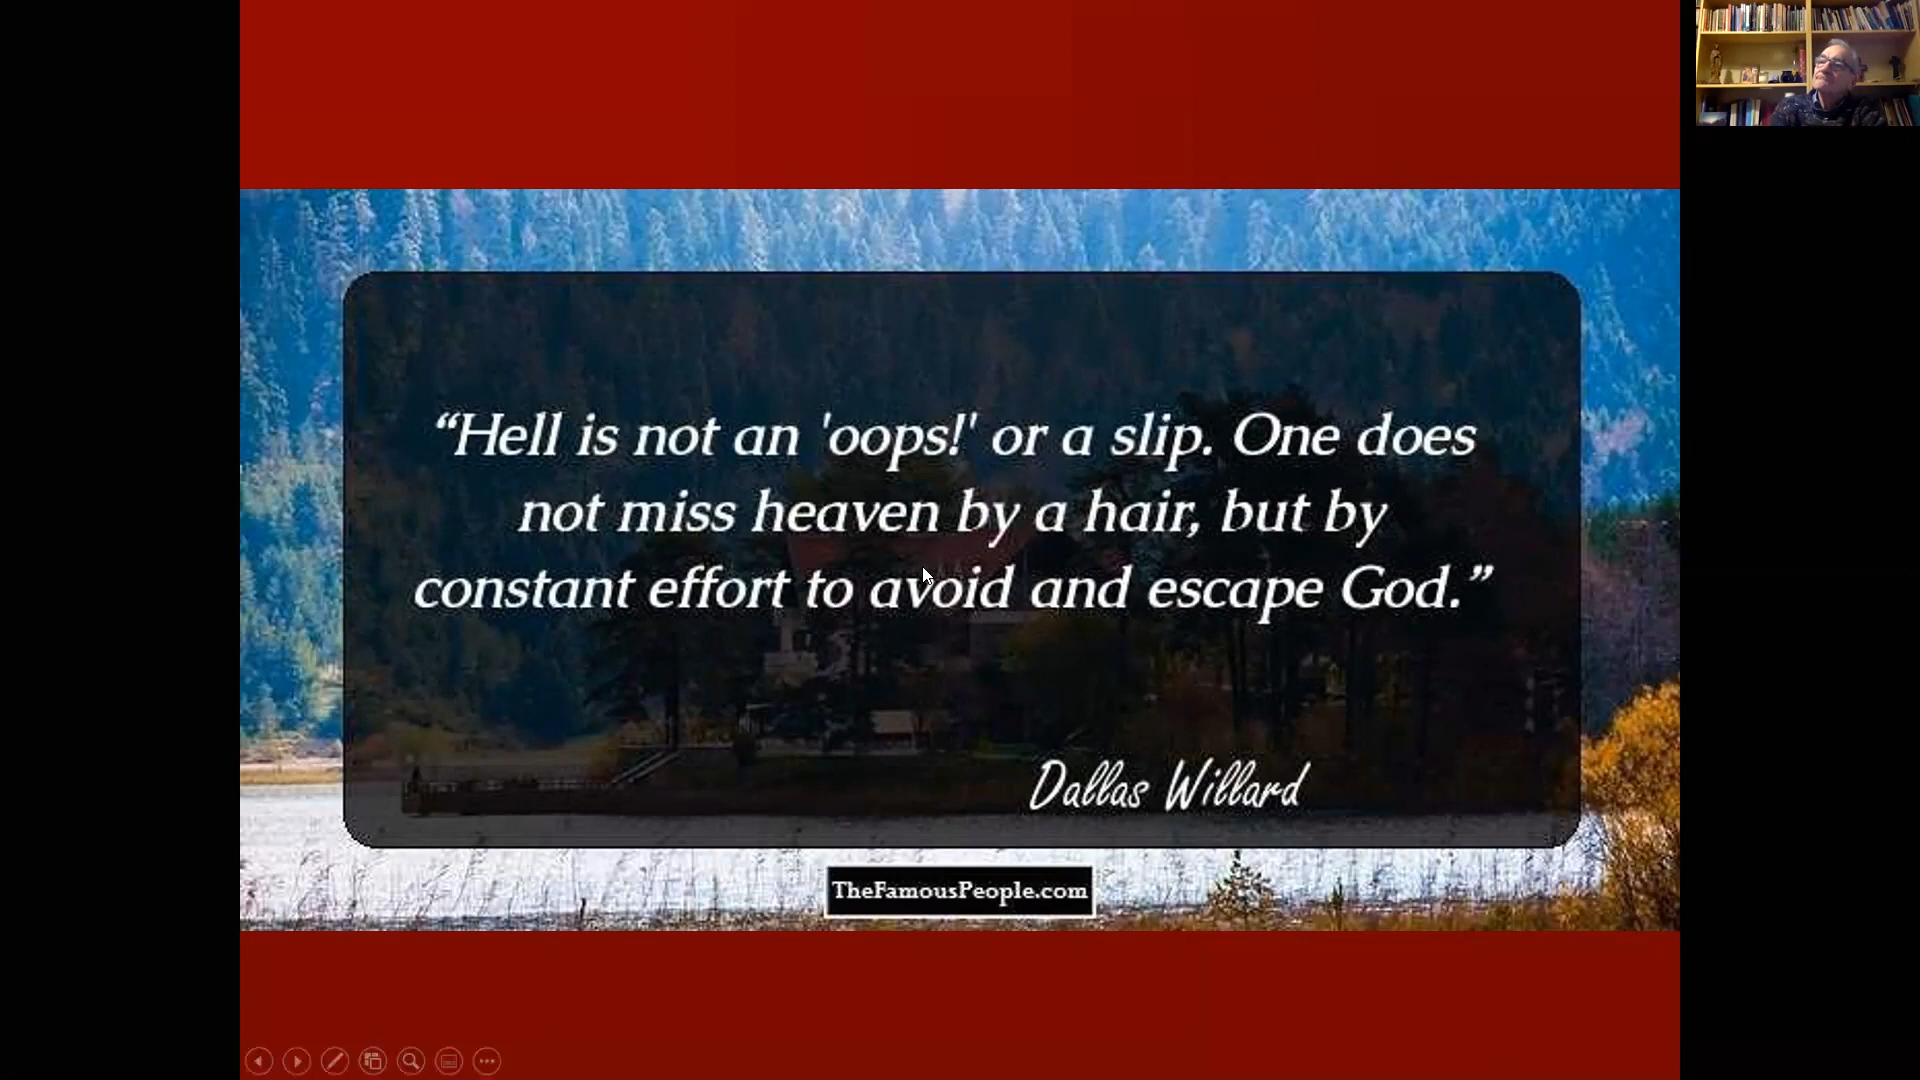 “Hell is not an 'oops!' or a slip. One does
not miss heaven by a hair, but by
constant effort to avoid and escape God.”
Dallas Willard
TheFamousPeople.com